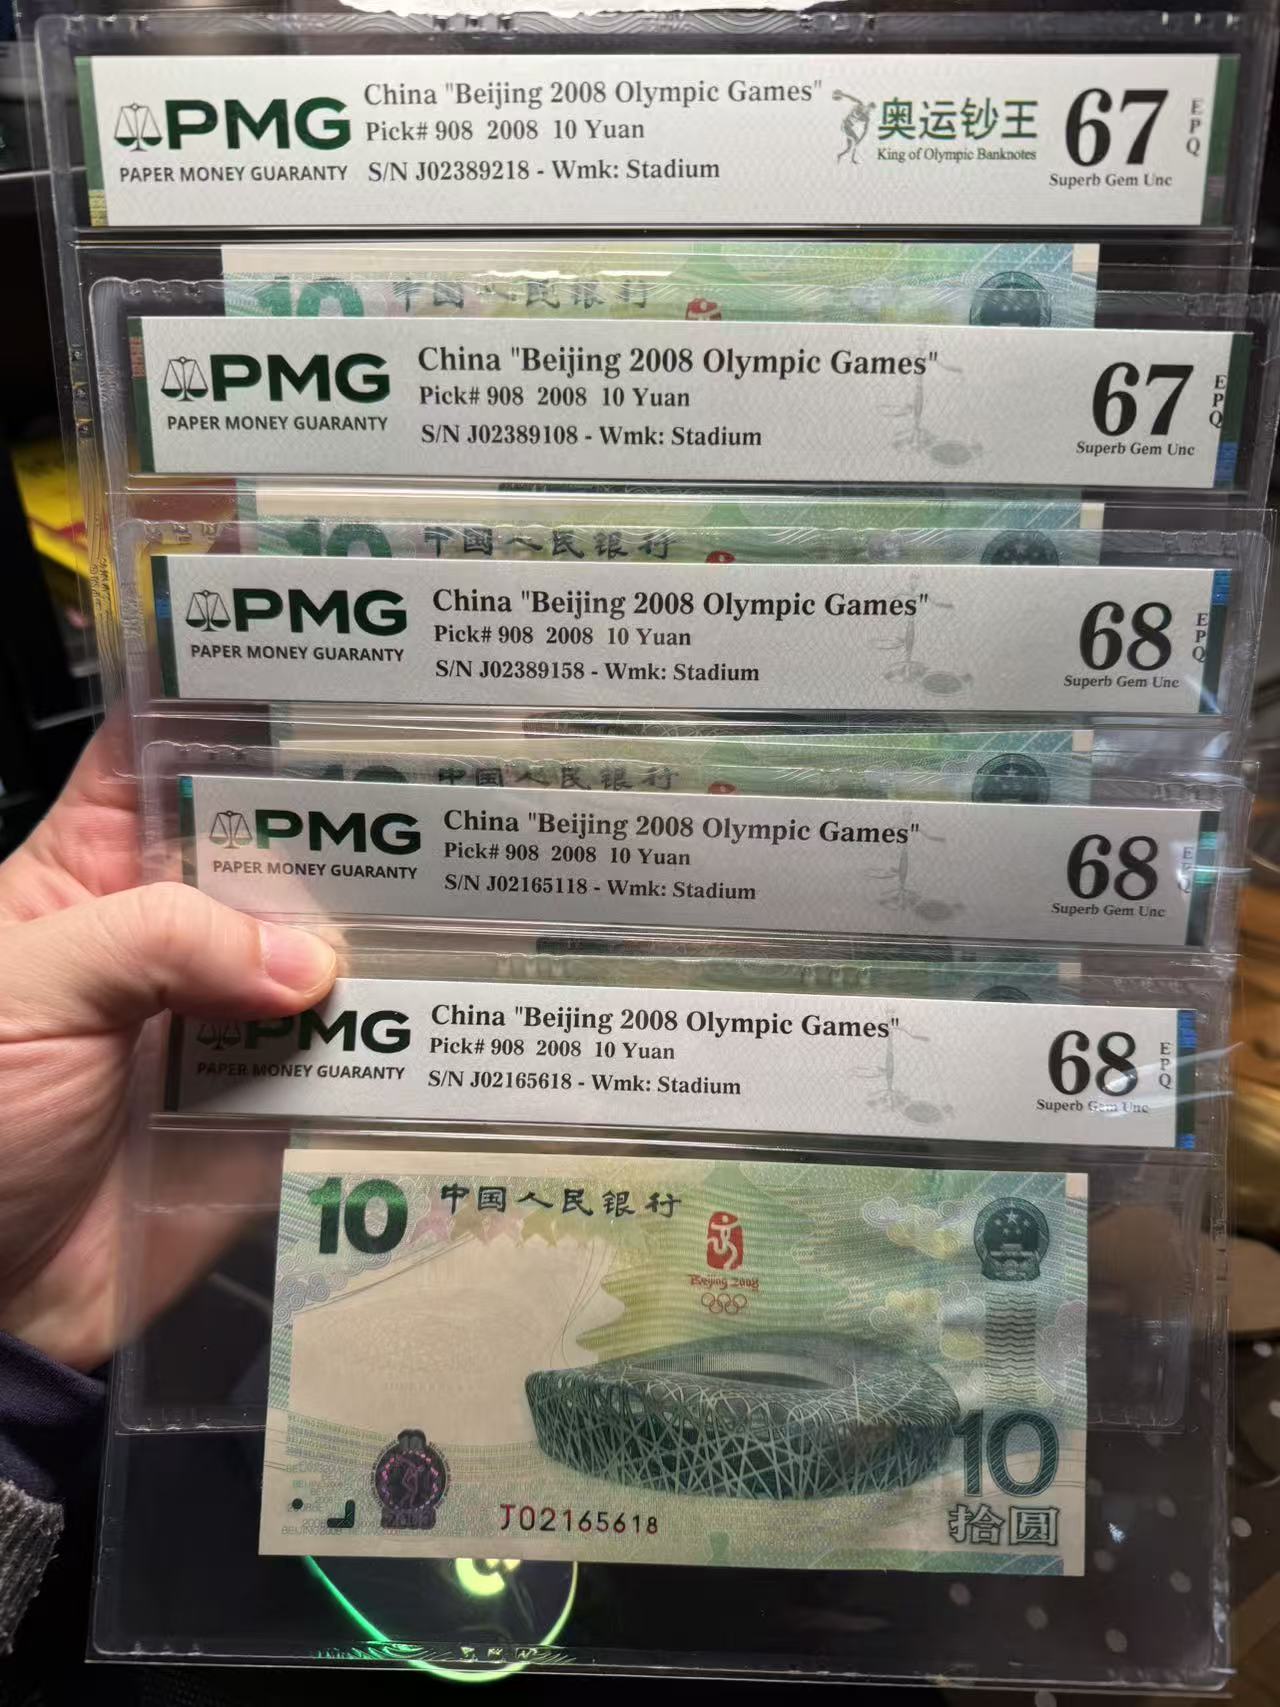 PMG
PAPER MONEY GUARANTY
China "Beijing 2008 Olympic Games"
Pick# 908 2008 10 Yuan
S/N J02389218 - Wmk: Stadium
奥运钞王
King of Olympic Banknotes
67
EPQ
Superb Gem Unc
10
中国人民银行
PMG
PAPER MONEY GUARANTY
China "Beijing 2008 Olympic Games"
Pick# 908 2008 10 Yuan
S/N J02389108 - Wmk: Stadium
67
EPQ
Superb Gem Unc
10
中国人民银行
PMG
PAPER MONEY GUARANTY
China "Beijing 2008 Olympic Games"
Pick# 908 2008 10 Yuan
S/N J02389158 - Wmk: Stadium
68
EPQ
Superb Gem Unc
10
中国人民银行
PMG
PAPER MONEY GUARANTY
China "Beijing 2008 Olympic Games"
Pick# 908 2008 10 Yuan
S/N J02165118 - Wmk: Stadium
68
EPQ
Superb Gem Unc
PMG
PAPER MONEY GUARANTY
China "Beijing 2008 Olympic Games"
Pick# 908 2008 10 Yuan
S/N J02165618 - Wmk: Stadium
68
EPQ
Superb Gem Unc
10
中国人民银行
Beijing 2008
J02165618
10
拾圆